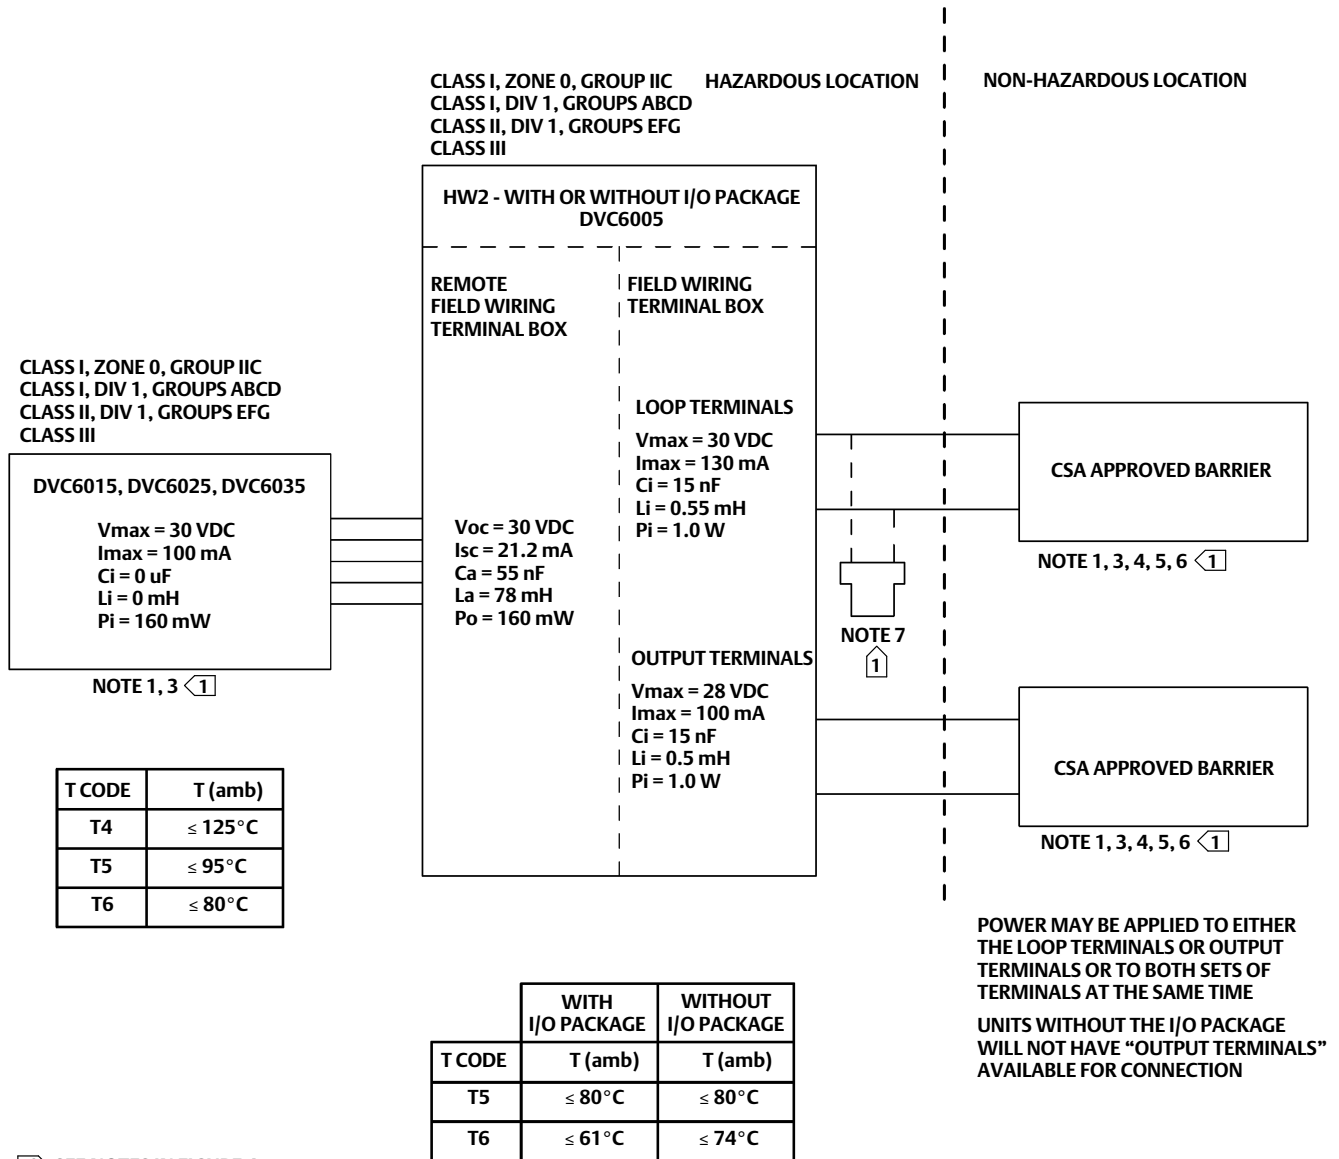 CLASS I, ZONE 0, GROUP IIC
CLASS I, DIV 1, GROUPS ABCD
CLASS II, DIV 1, GROUPS EFG
CLASS III
HAZARDOUS LOCATION
NON-HAZARDOUS LOCATION
HW2 - WITH OR WITHOUT I/O PACKAGE
DVC6005
REMOTE
FIELD WIRING
TERMINAL BOX
FIELD WIRING
TERMINAL BOX
CLASS I, ZONE 0, GROUP IIC
CLASS I, DIV 1, GROUPS ABCD
CLASS II, DIV 1, GROUPS EFG
CLASS III
DVC6015, DVC6025, DVC6035
Vmax = 30 VDC
Imax = 100 mA
Ci = 0 uF
Li = 0 mH
Pi = 160 mW
NOTE 1, 3 1
Voc = 30 VDC
Isc = 21.2 mA
Ca = 55 nF
La = 78 mH
Po = 160 mW
LOOP TERMINALS
Vmax = 30 VDC
Imax = 130 mA
Ci = 15 nF
Li = 0.55 mH
Pi = 1.0 W
OUTPUT TERMINALS
Vmax = 28 VDC
Imax = 100 mA
Ci = 15 nF
Li = 0.5 mH
Pi = 1.0 W
NOTE 7
1
CSA APPROVED BARRIER
NOTE 1, 3, 4, 5, 6 1
CSA APPROVED BARRIER
NOTE 1, 3, 4, 5, 6 1
T CODE T (amb)
T4 ≤ 125°C
T5 ≤ 95°C
T6 ≤ 80°C
POWER MAY BE APPLIED TO EITHER
THE LOOP TERMINALS OR OUTPUT
TERMINALS OR TO BOTH SETS OF
TERMINALS AT THE SAME TIME
UNITS WITHOUT THE I/O PACKAGE
WILL NOT HAVE “OUTPUT TERMINALS”
AVAILABLE FOR CONNECTION
WITH I/O PACKAGE WITHOUT I/O PACKAGE
T CODE T (amb) T (amb)
T5 ≤ 80°C ≤ 80°C
T6 ≤ 61°C ≤ 74°C